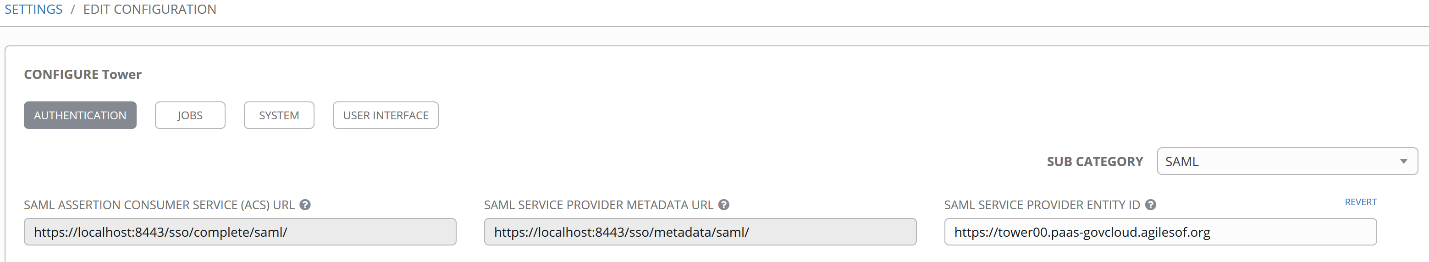 SETTINGS / EDIT CONFIGURATION
CONFIGURE Tower
AUTHENTICATION JOBS SYSTEM USER INTERFACE
SUB CATEGORY SAML
SAML ASSERTION CONSUMER SERVICE (ACS) URL ? SAML SERVICE PROVIDER METADATA URL ? SAML SERVICE PROVIDER ENTITY ID ? REVERT
https://localhost:8443/sso/complete/saml/ https://localhost:8443/sso/metadata/saml/ https://tower00.paas-govcloud.agilesof.org